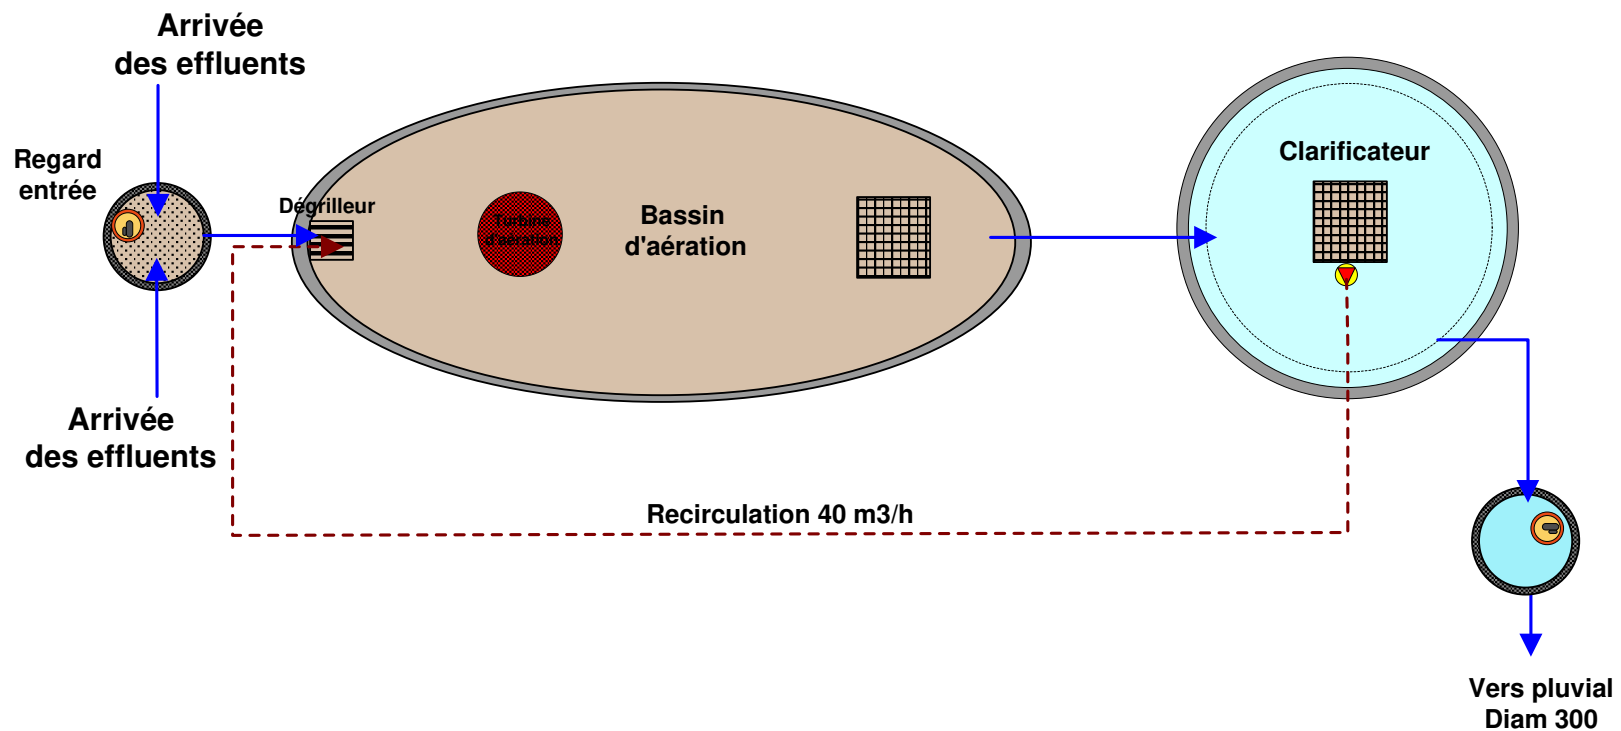 Arrivée
des effluents
Regard
entrée
Dégrilleur
Turbine
d'aération
Bassin
d'aération
Clarificateur
Arrivée
des effluents
Recirculation 40 m3/h
Vers pluvial
Diam 300